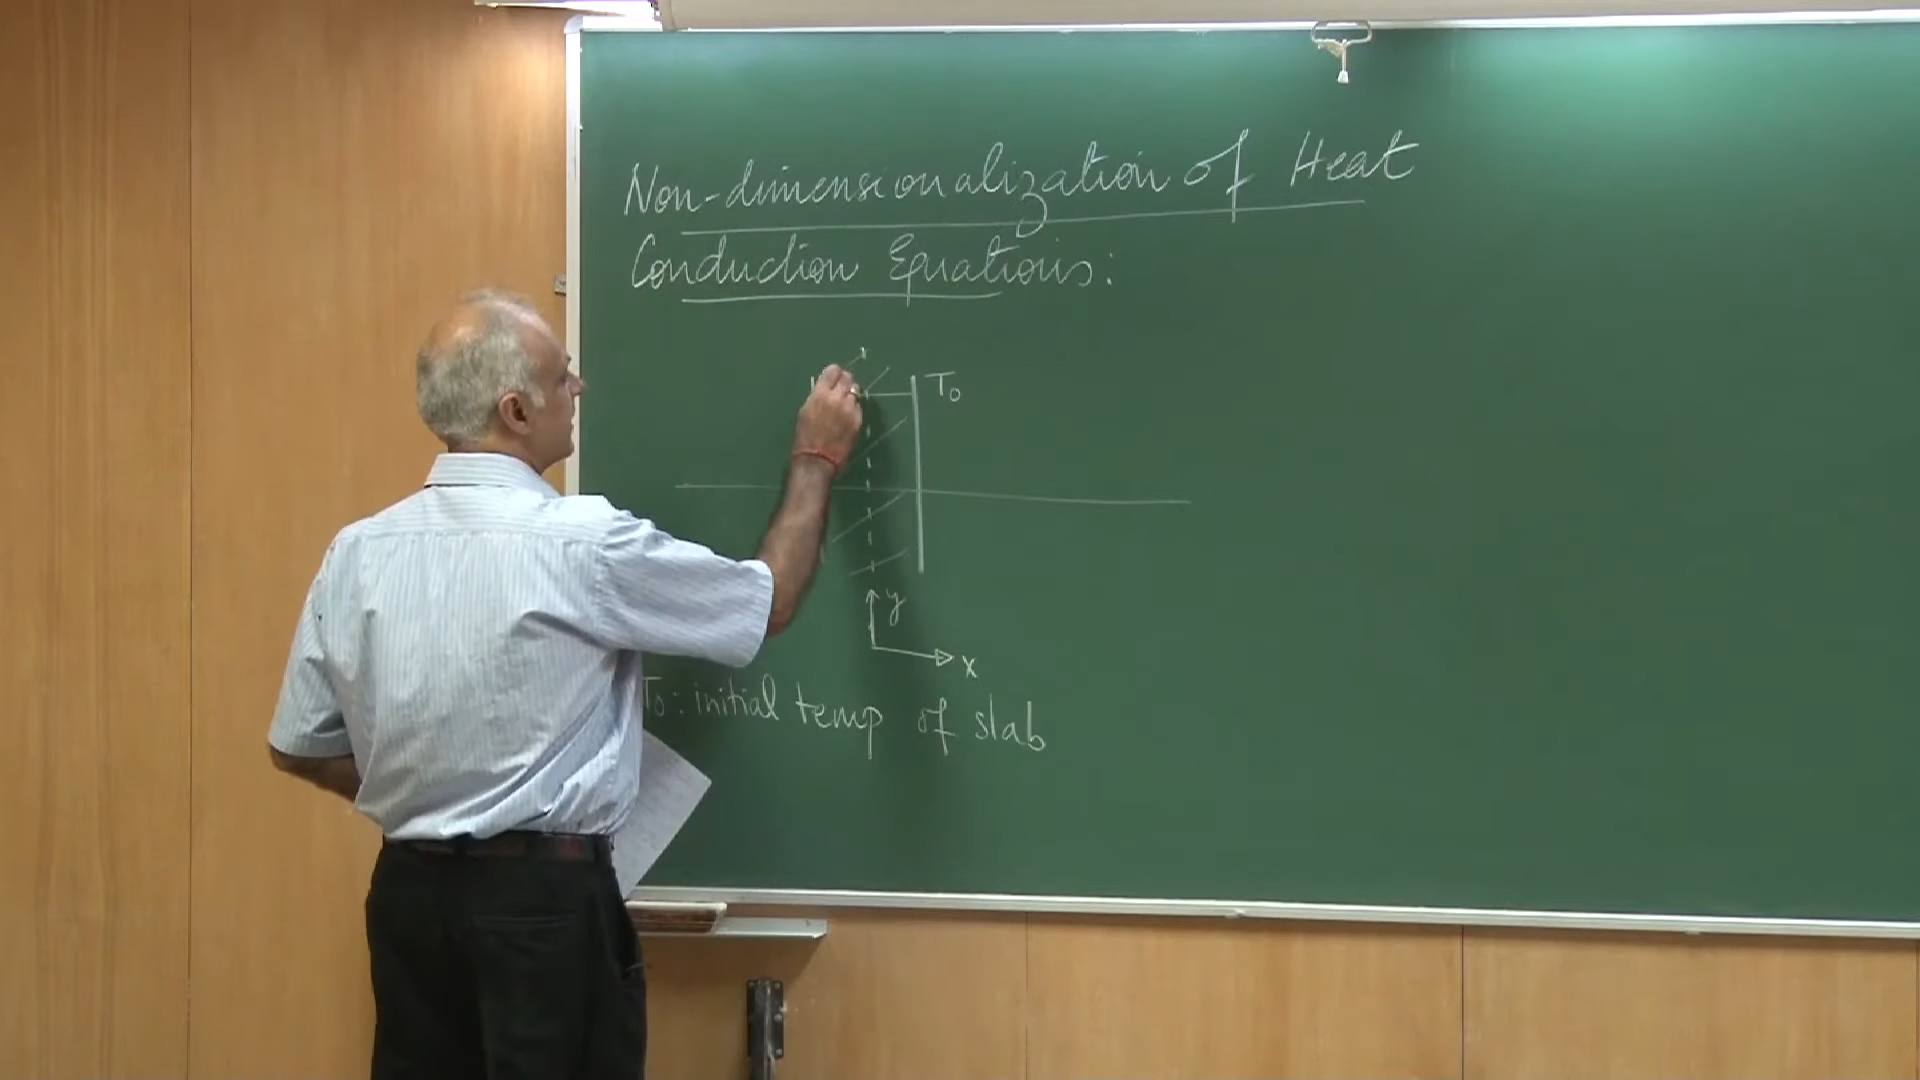 Non-dimensionalization of Heat
Conduction Equations:
T0
y
x
T0: initial temp of slab